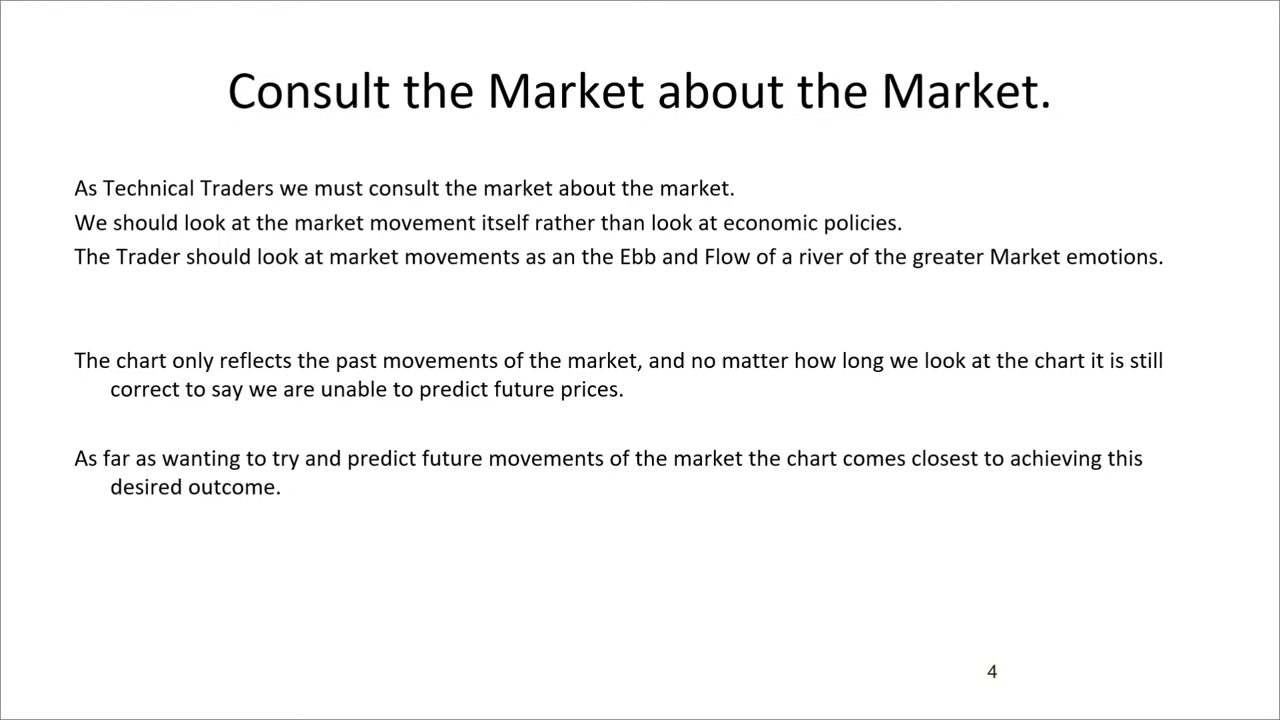 Consult the Market about the Market.
As Technical Traders we must consult the market about the market.
We should look at the market movement itself rather than look at economic policies.
The Trader should look at market movements as an the Ebb and Flow of a river of the greater Market emotions.
The chart only reflects the past movements of the market, and no matter how long we look at the chart it is still
correct to say we are unable to predict future prices.
As far as wanting to try and predict future movements of the market the chart comes closest to achieving this
desired outcome.
4